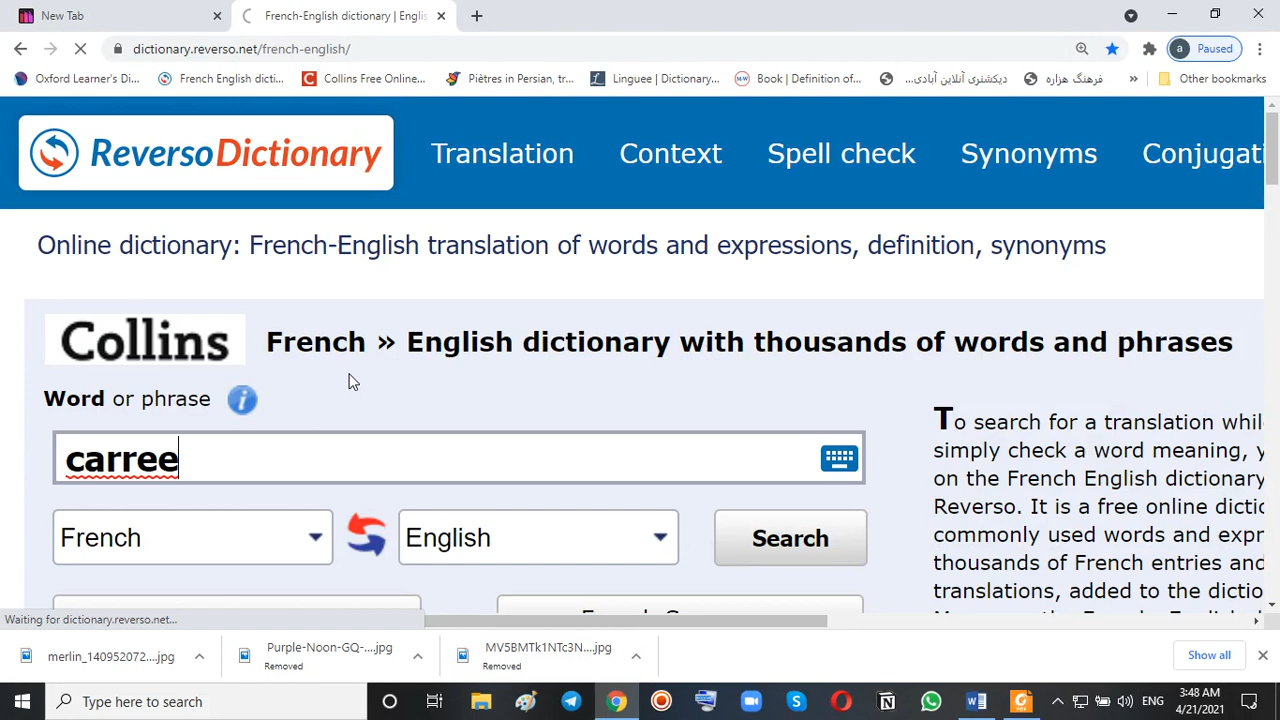 New Tab
French-English dictionary | Englis
dictionary.reverso.net/french-english/
a Paused
Oxford Learner's Di...
French English dicti...
Collins Free Online...
Piètres in Persian, tr...
Linguee | Dictionary...
Book | Definition of...
دیکشنری آنلاین آبادی...
فرهنگ هزاره
»
Other bookmarks
ReversoDictionary
Translation
Context
Spell check
Synonyms
Conjugati
Online dictionary: French-English translation of words and expressions, definition, synonyms
Collins
French » English dictionary with thousands of words and phrases
Word or phrase
carree
French
English
Search
To search for a translation whil
simply check a word meaning, y
on the French English dictionary
Reverso. It is a free online dictio
commonly used words and expr
thousands of French entries and
translations, added to the dictio
Waiting for dictionary.reverso.net...
merlin_140952072....jpg
Purple-Noon-GQ-....jpg
Removed
MV5BMTk1NTc3N....jpg
Removed
Show all
Type here to search
ENG
3:48 AM
4/21/2021